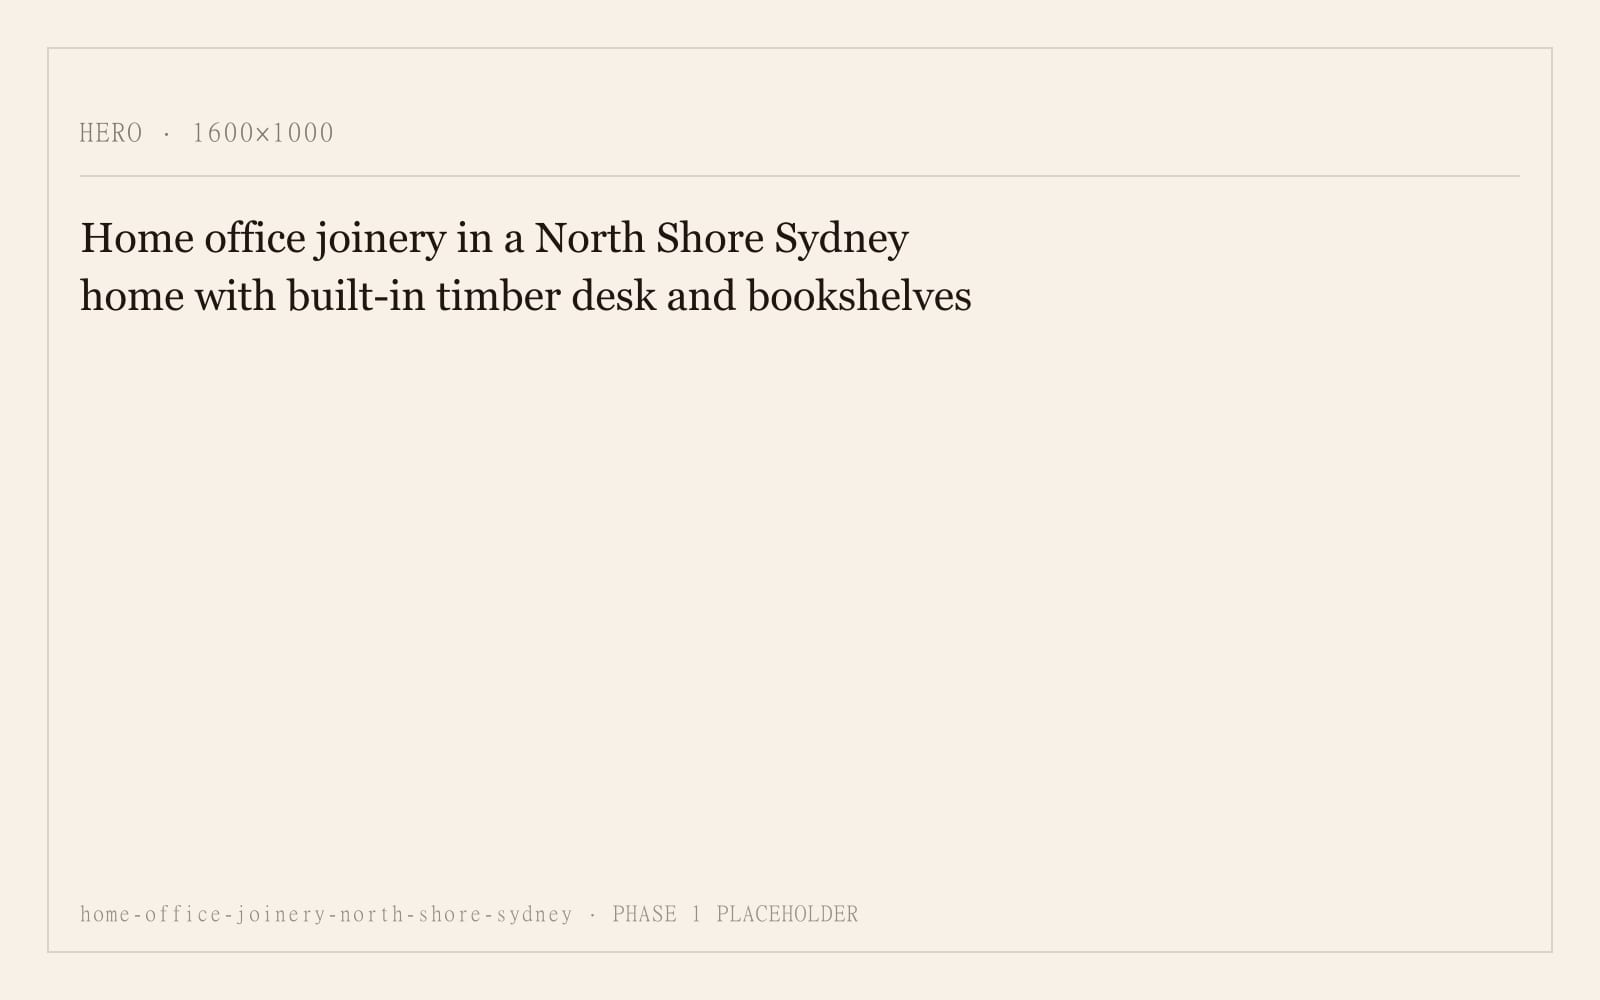 HERO · 1600×1000
Home office joinery in a North Shore Sydney
home with built-in timber desk and bookshelves
home-office-joinery-north-shore-sydney · PHASE 1 PLACEHOLDER